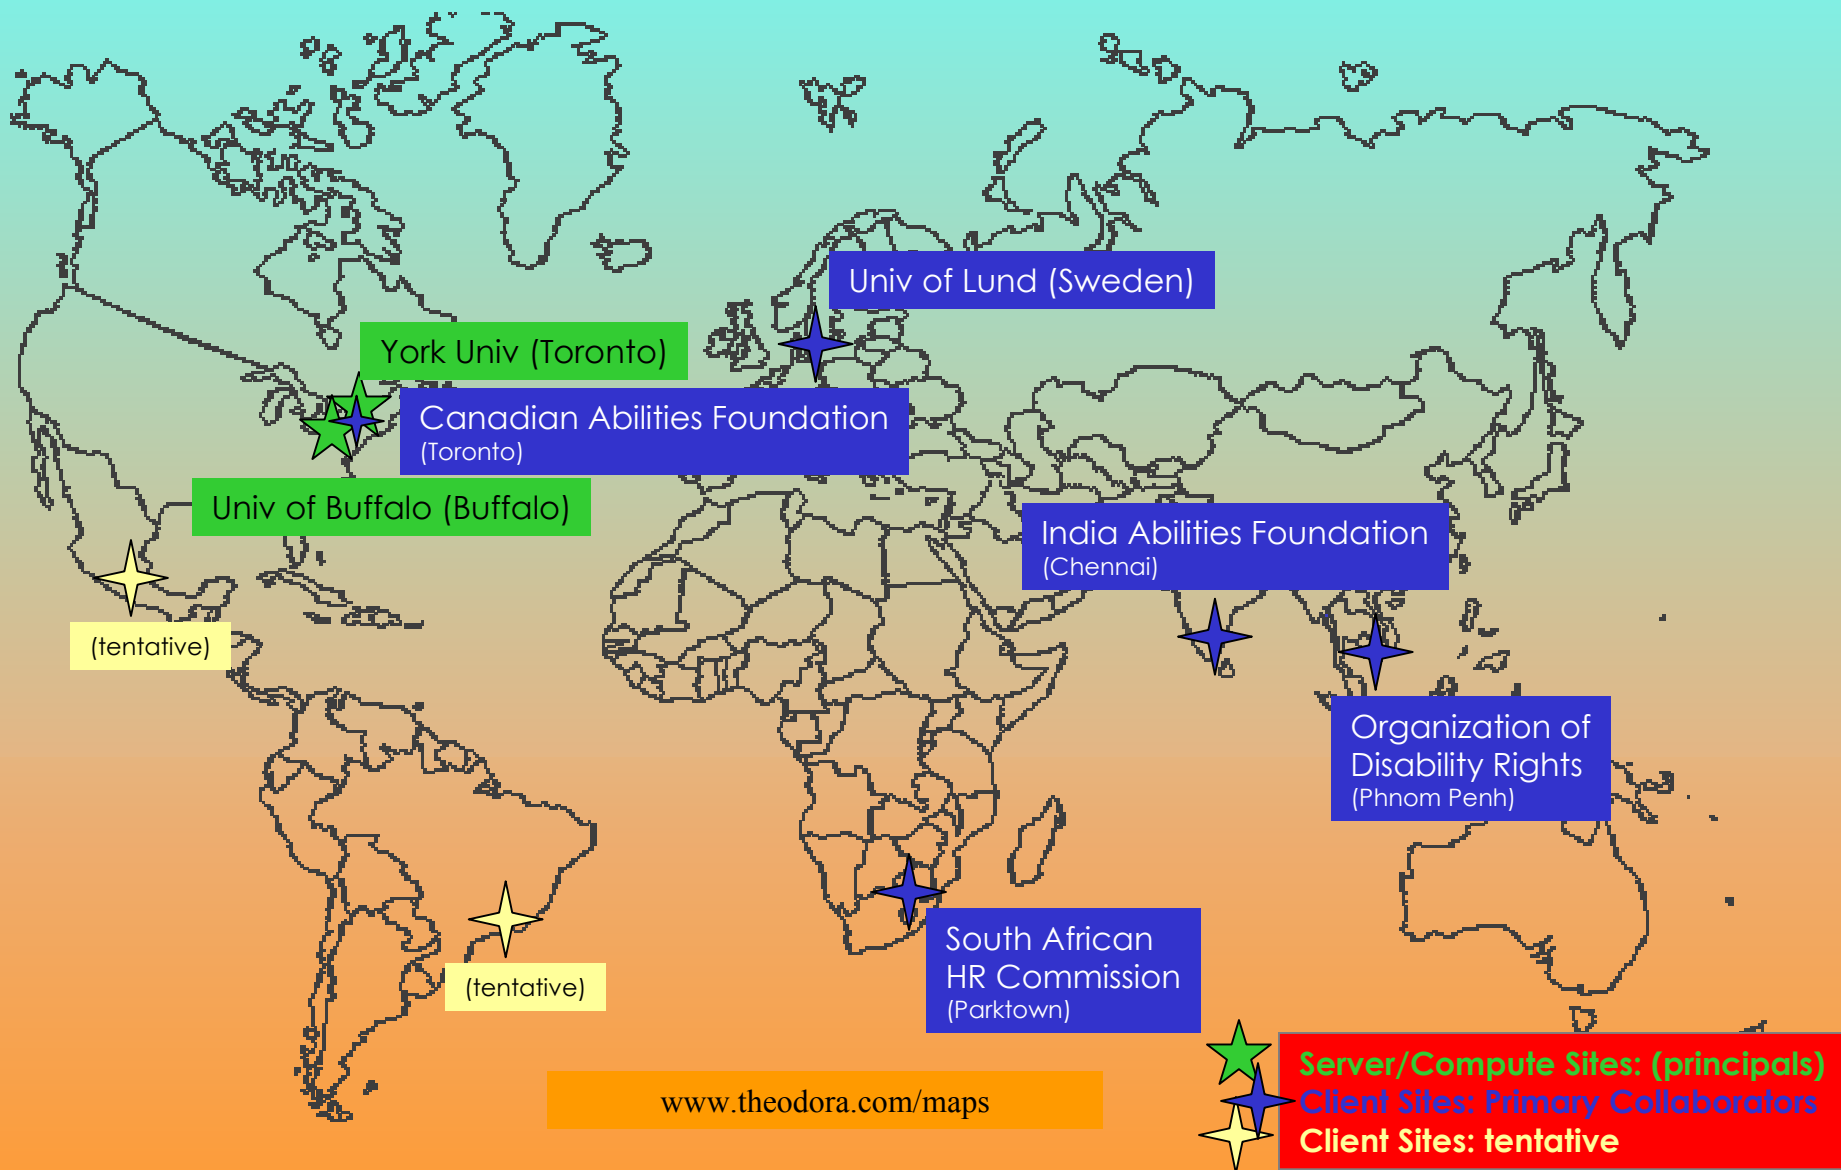 Univ of Lund (Sweden)
York Univ (Toronto)
Canadian Abilities Foundation
(Toronto)
Univ of Buffalo (Buffalo)
India Abilities Foundation
(Chennai)
(tentative)
Organization of
Disability Rights
(Phnom Penh)
South African
HR Commission
(Parktown)
(tentative)
www.theodora.com/maps
Server/Compute Sites: (principals)
Client Sites: Primary Collaborators
Client Sites: tentative